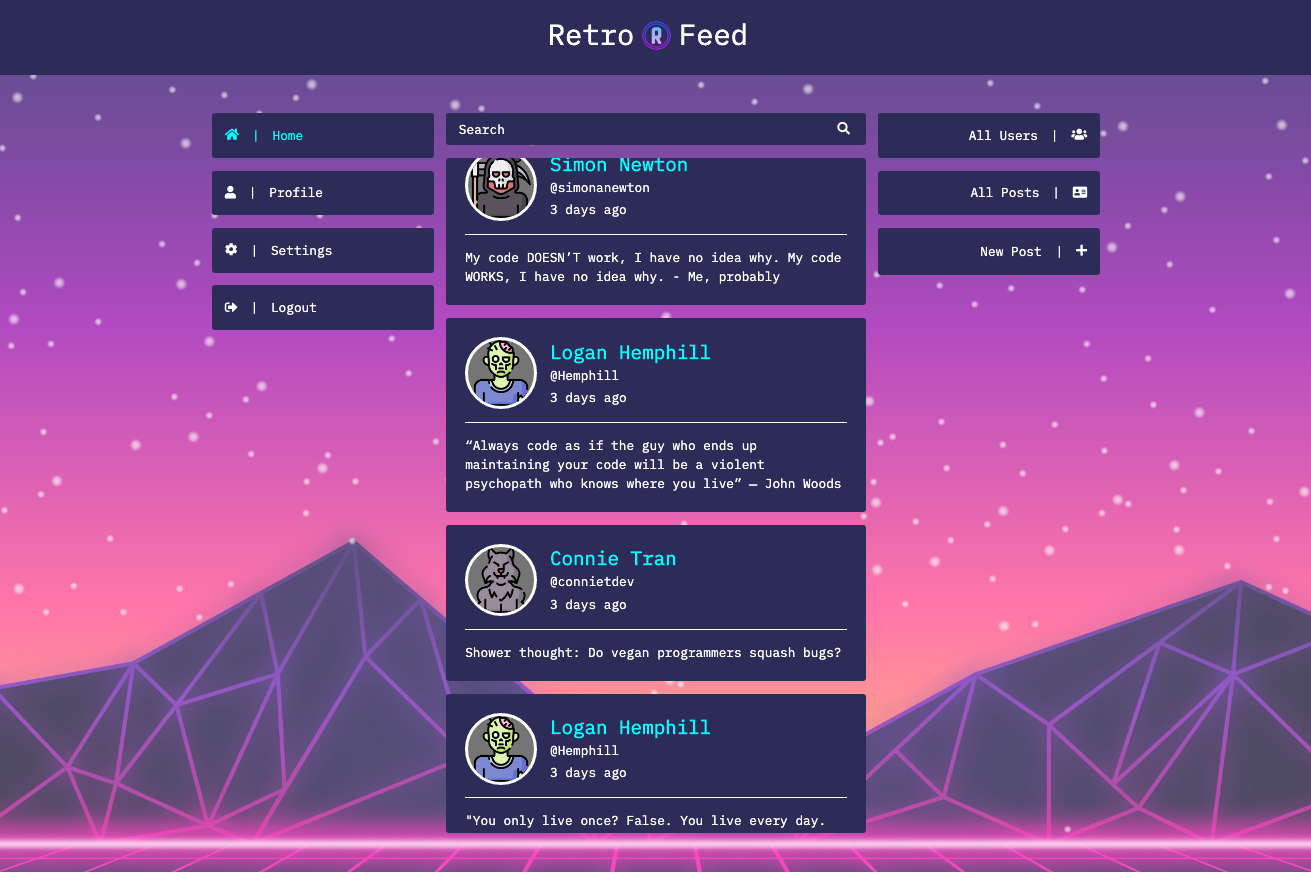 Retro R Feed
| Home
| Profile
| Settings
| Logout
Search
Simon Newton
@simonanewton
3 days ago
My code DOESN’T work, I have no idea why. My code
WORKS, I have no idea why. - Me, probably
Logan Hemphill
@Hemphill
3 days ago
“Always code as if the guy who ends up
maintaining your code will be a violent
psychopath who knows where you live” — John Woods
Connie Tran
@connietdev
3 days ago
Shower thought: Do vegan programmers squash bugs?
Logan Hemphill
@Hemphill
3 days ago
"You only live once? False. You live every day.
All Users |
All Posts |
New Post |